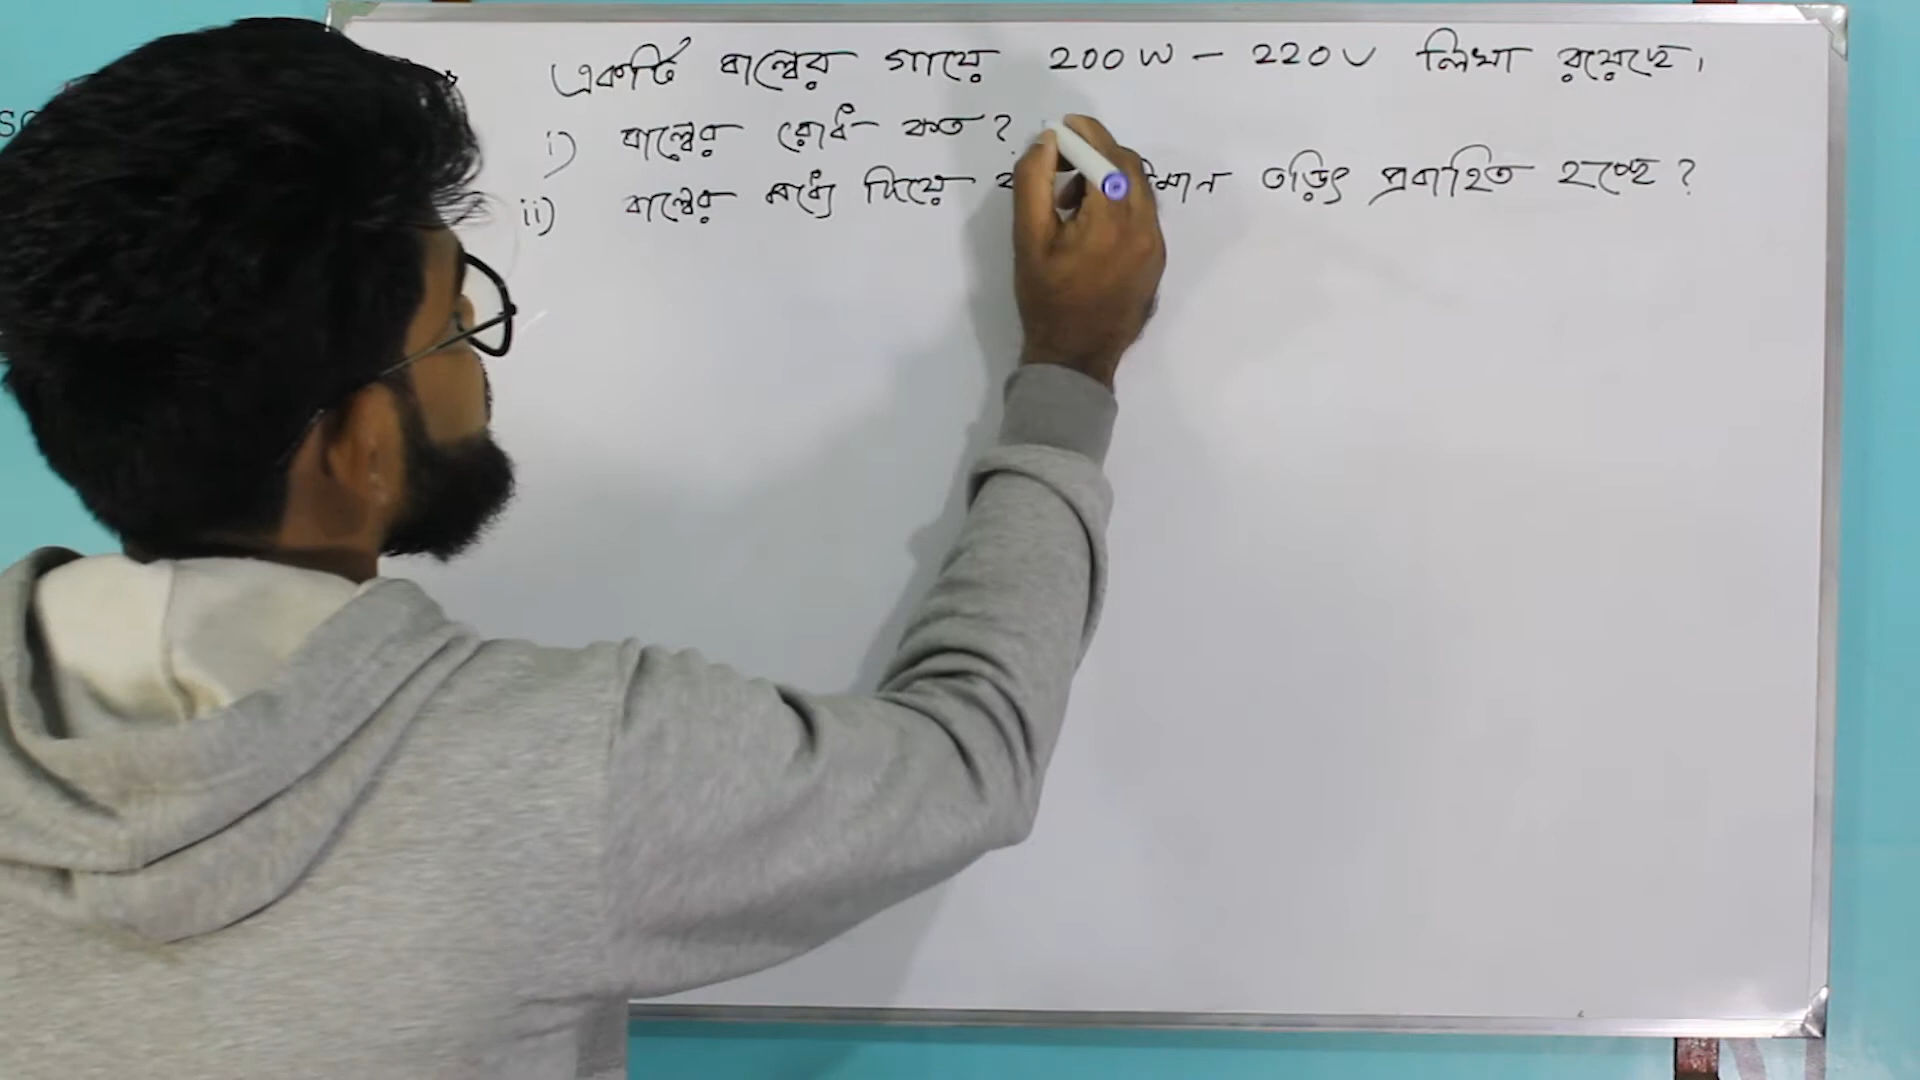 একটি বাল্বের গায়ে 200W - 220V লিখা রয়েছে।
i) বাল্বের রোধ কত?
ii) বাল্বের মধ্যে দিয়ে তড়িৎ প্রবাহিত হচ্ছে?